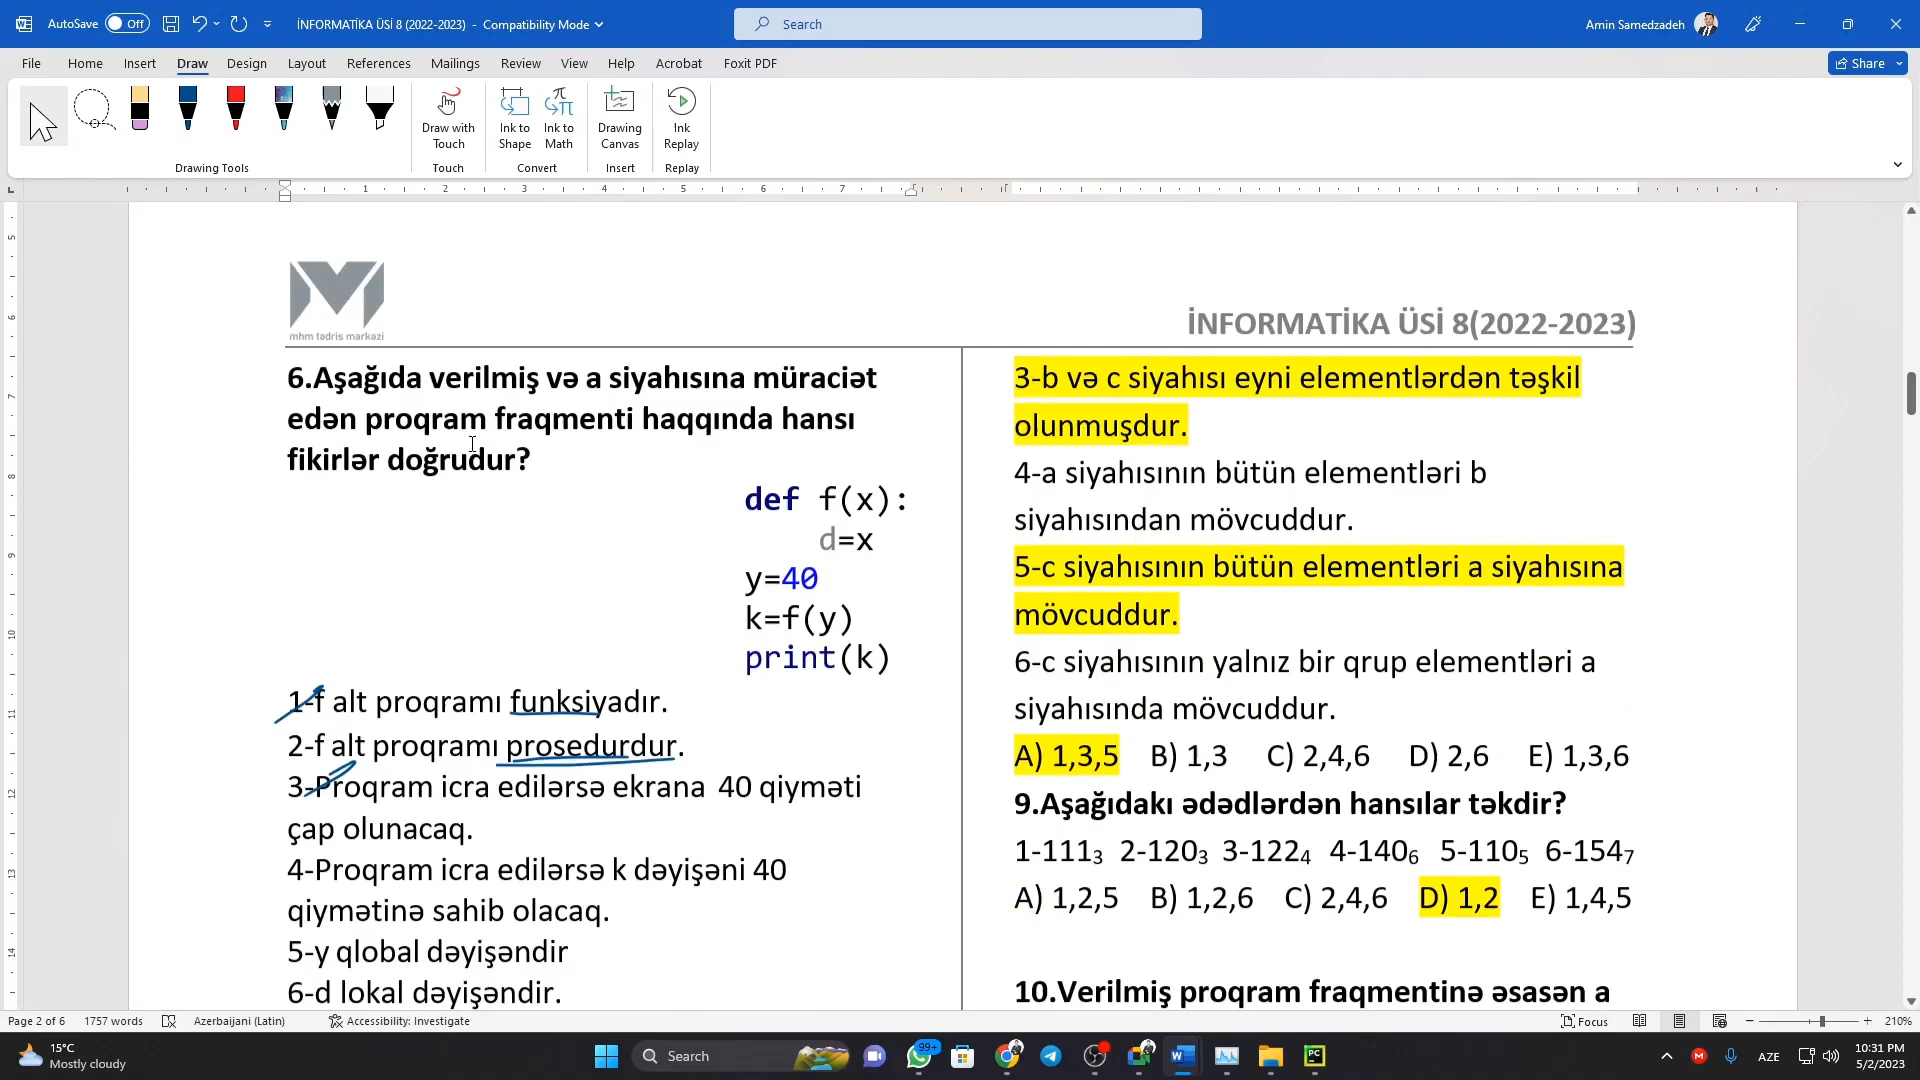 AutoSave Off İNFORMATİKA ÜSİ 8 (2022-2023) - Compatibility Mode Search Amin Samedzadeh
File Home Insert Draw Design Layout References Mailings Review View Help Acrobat Foxit PDF Share
Draw with Touch
Ink to Shape
Ink to Math
Drawing Canvas
Ink Replay
Drawing Tools Touch Convert Insert Replay
1 2 3 4 5 6 7
mhm tədris mərkəzi
İNFORMATİKA ÜSİ 8(2022-2023)
6.Aşağıda verilmiş və a siyahısına müraciət
edən proqram fraqmenti haqqında hansı
fikirlər doğrudur?
def f(x):
d=x
y=40
k=f(y)
print(k)
1-f alt proqramı funksiyadır.
2-f alt proqramı prosedurdur.
3-Proqram icra edilərsə ekrana 40 qiyməti
çap olunacaq.
4-Proqram icra edilərsə k dəyişəni 40
qiymətinə sahib olacaq.
5-y qlobal dəyişəndir
6-d lokal dəyişəndir.
3-b və c siyahısı eyni elementlərdən təşkil
olunmuşdur.
4-a siyahısının bütün elementləri b
siyahısından mövcuddur.
5-c siyahısının bütün elementləri a siyahısına
mövcuddur.
6-c siyahısının yalnız bir qrup elementləri a
siyahısında mövcuddur.
A) 1,3,5 B) 1,3 C) 2,4,6 D) 2,6 E) 1,3,6
9.Aşağıdakı ədədlərdən hansılar təkdir?
1-111₃ 2-120₃ 3-122₄ 4-140₆ 5-110₅ 6-154₇
A) 1,2,5 B) 1,2,6 C) 2,4,6 D) 1,2 E) 1,4,5
10.Verilmiş proqram fraqmentinə əsasən a
Page 2 of 6 1757 words Azerbaijani (Latin) Accessibility: Investigate Focus 210%
15°C
Mostly cloudy
Search
99+
PC
AZE
10:31 PM
5/2/2023